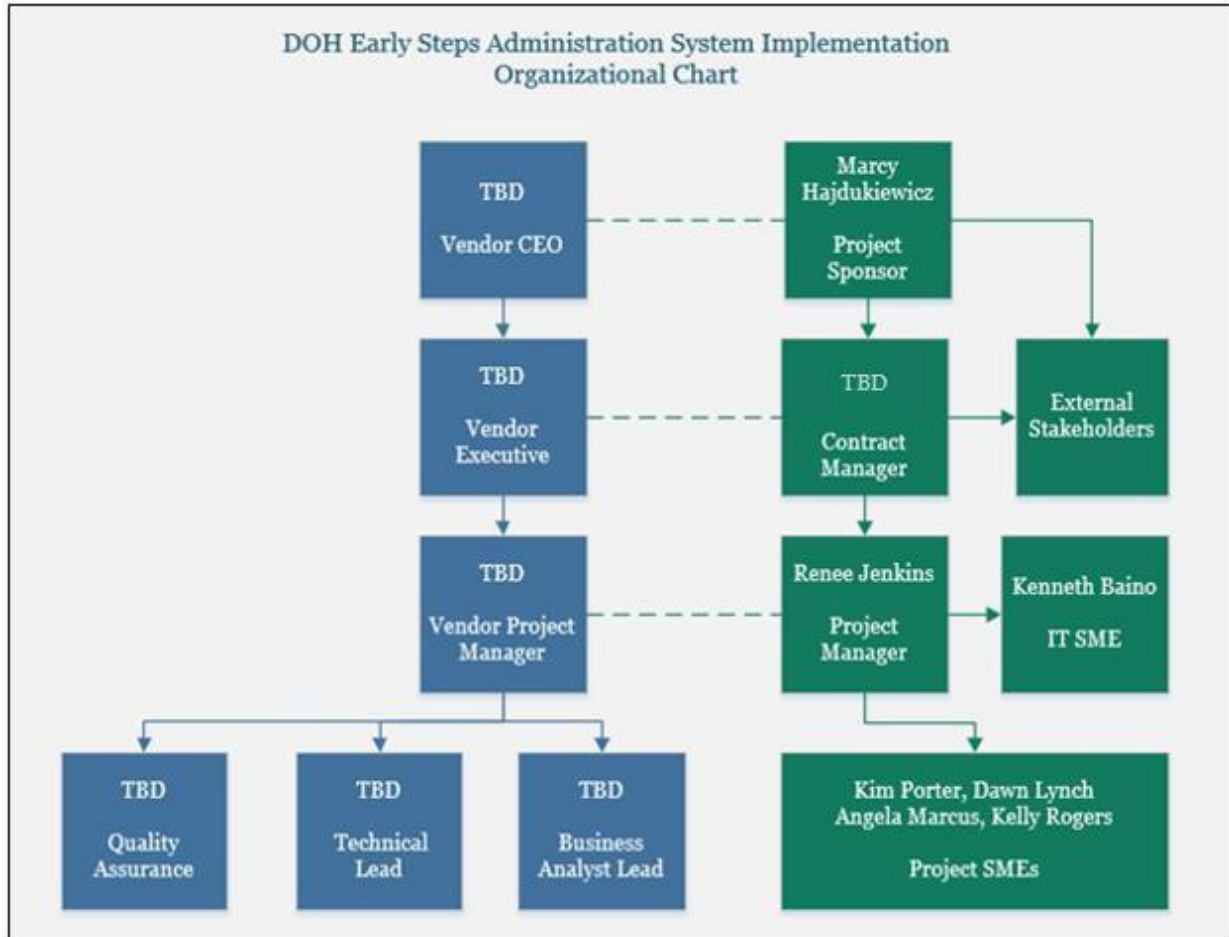 DOH Early Steps Administration System Implementation
Organizational Chart
TBD
Vendor CEO
Marcy
Hajdukiewicz
Project
Sponsor
TBD
Vendor
Executive
TBD
Contract
Manager
External
Stakeholders
TBD
Vendor Project
Manager
Renee Jenkins
Project
Manager
Kenneth Baino
IT SME
TBD
Quality
Assurance
TBD
Technical
Lead
TBD
Business
Analyst Lead
Kim Porter, Dawn Lynch
Angela Marcus, Kelly Rogers
Project SMEs